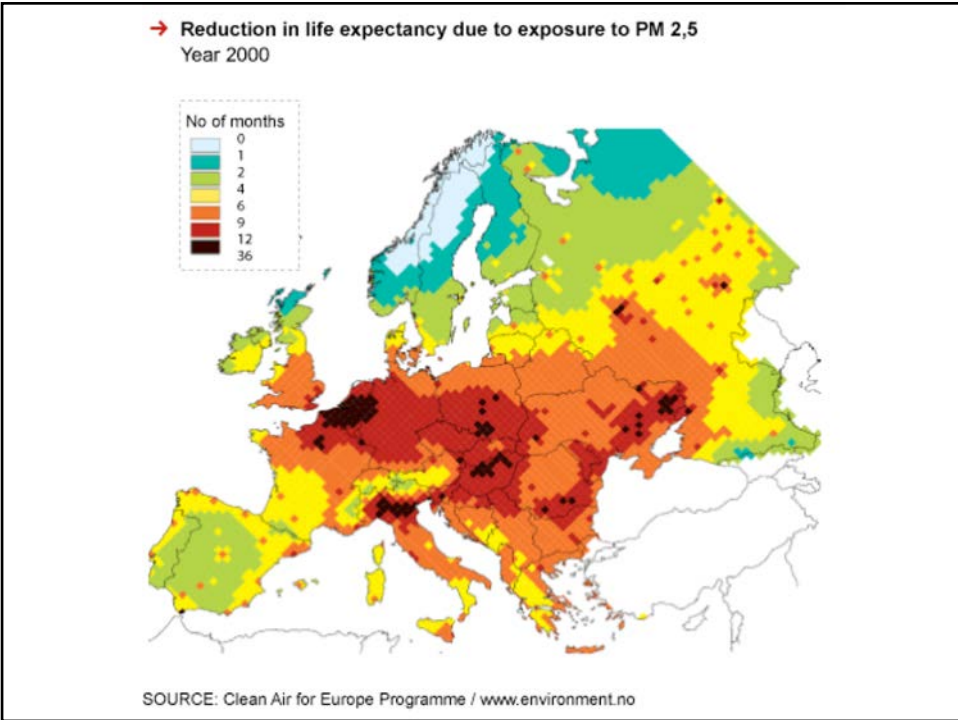 → Reduction in life expectancy due to exposure to PM 2,5
Year 2000
No of months
0
1
2
4
6
9
12
36
SOURCE: Clean Air for Europe Programme / www.environment.no